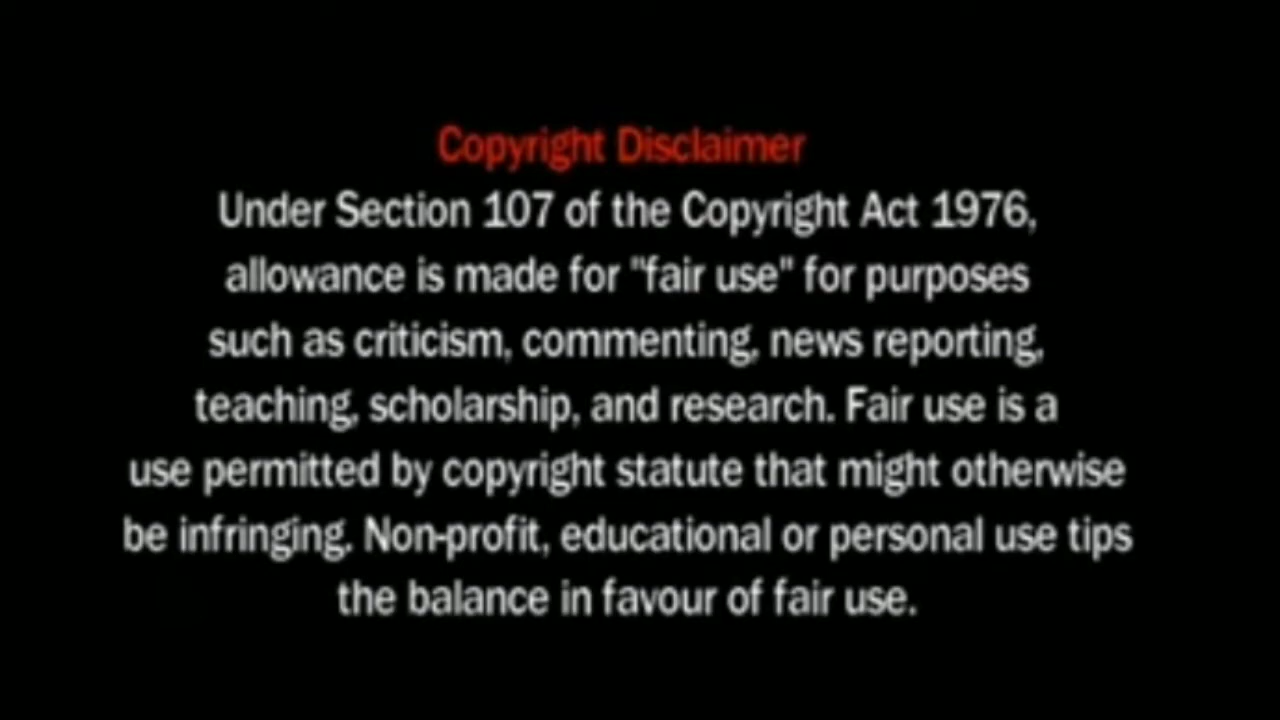 Copyright Disclaimer
Under Section 107 of the Copyright Act 1976,
allowance is made for "fair use" for purposes
such as criticism, commenting, news reporting,
teaching, scholarship, and research. Fair use is a
use permitted by copyright statute that might otherwise
be infringing. Non-profit, educational or personal use tips
the balance in favour of fair use.